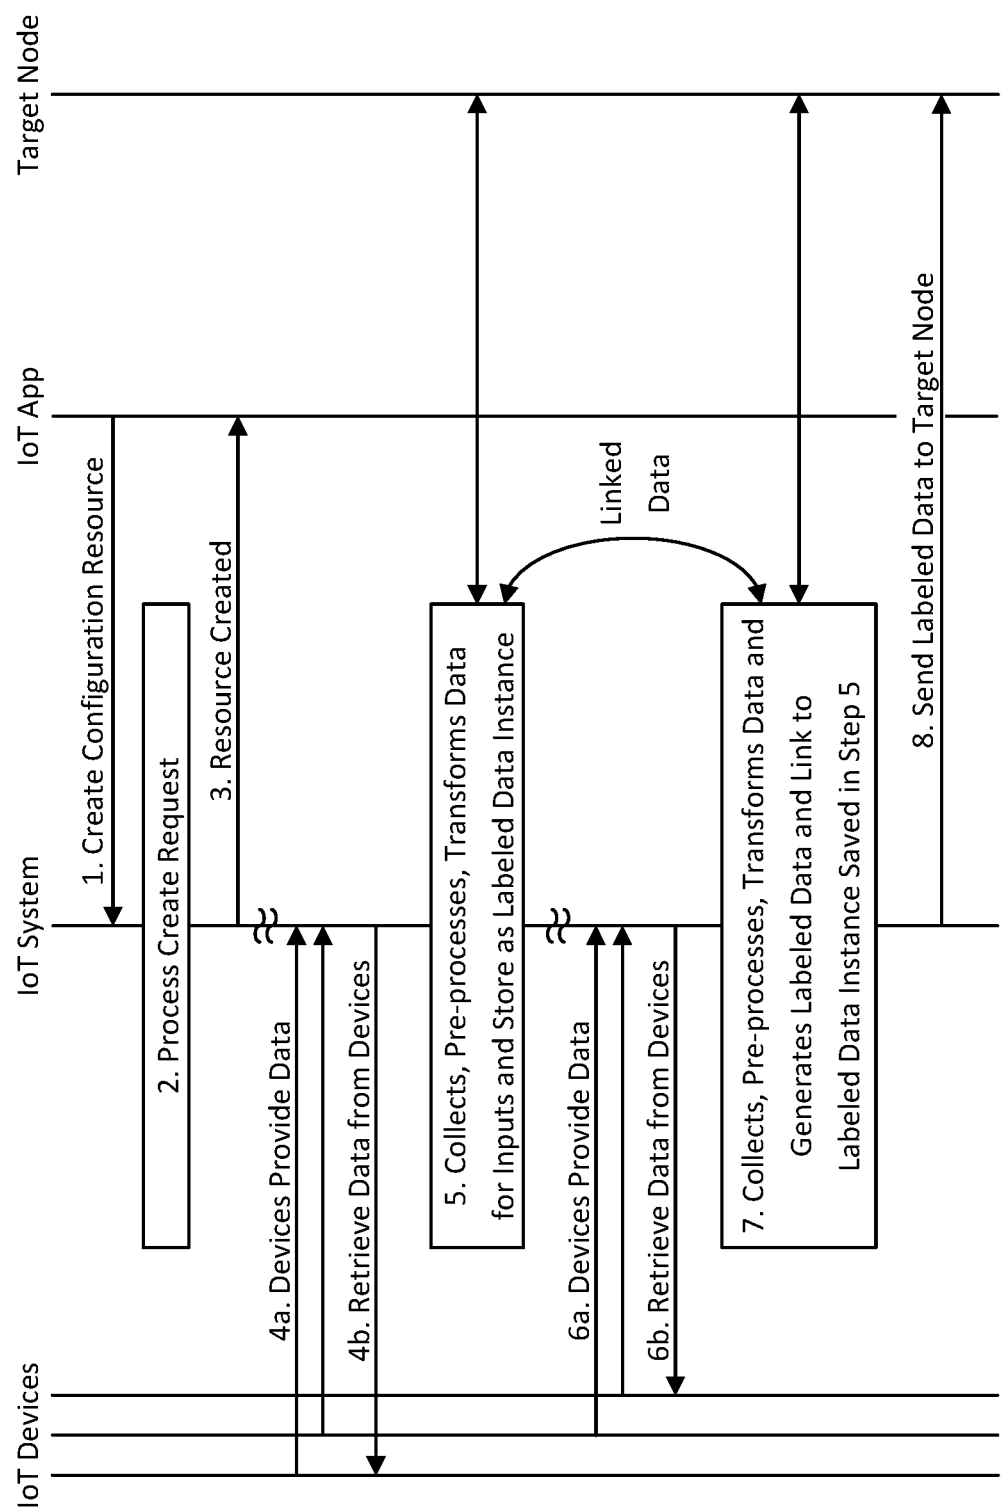 IoT Devices
IoT System
IoT App
Target Node
1. Create Configuration Resource
2. Process Create Request
3. Resource Created
4a. Devices Provide Data
4b. Retrieve Data from Devices
5. Collects, Pre-processes, Transforms Data
for Inputs and Store as Labeled Data Instance
Linked
Data
6a. Devices Provide Data
6b. Retrieve Data from Devices
7. Collects, Pre-processes, Transforms Data and
Generates Labeled Data and Link to
Labeled Data Instance Saved in Step 5
8. Send Labeled Data to Target Node